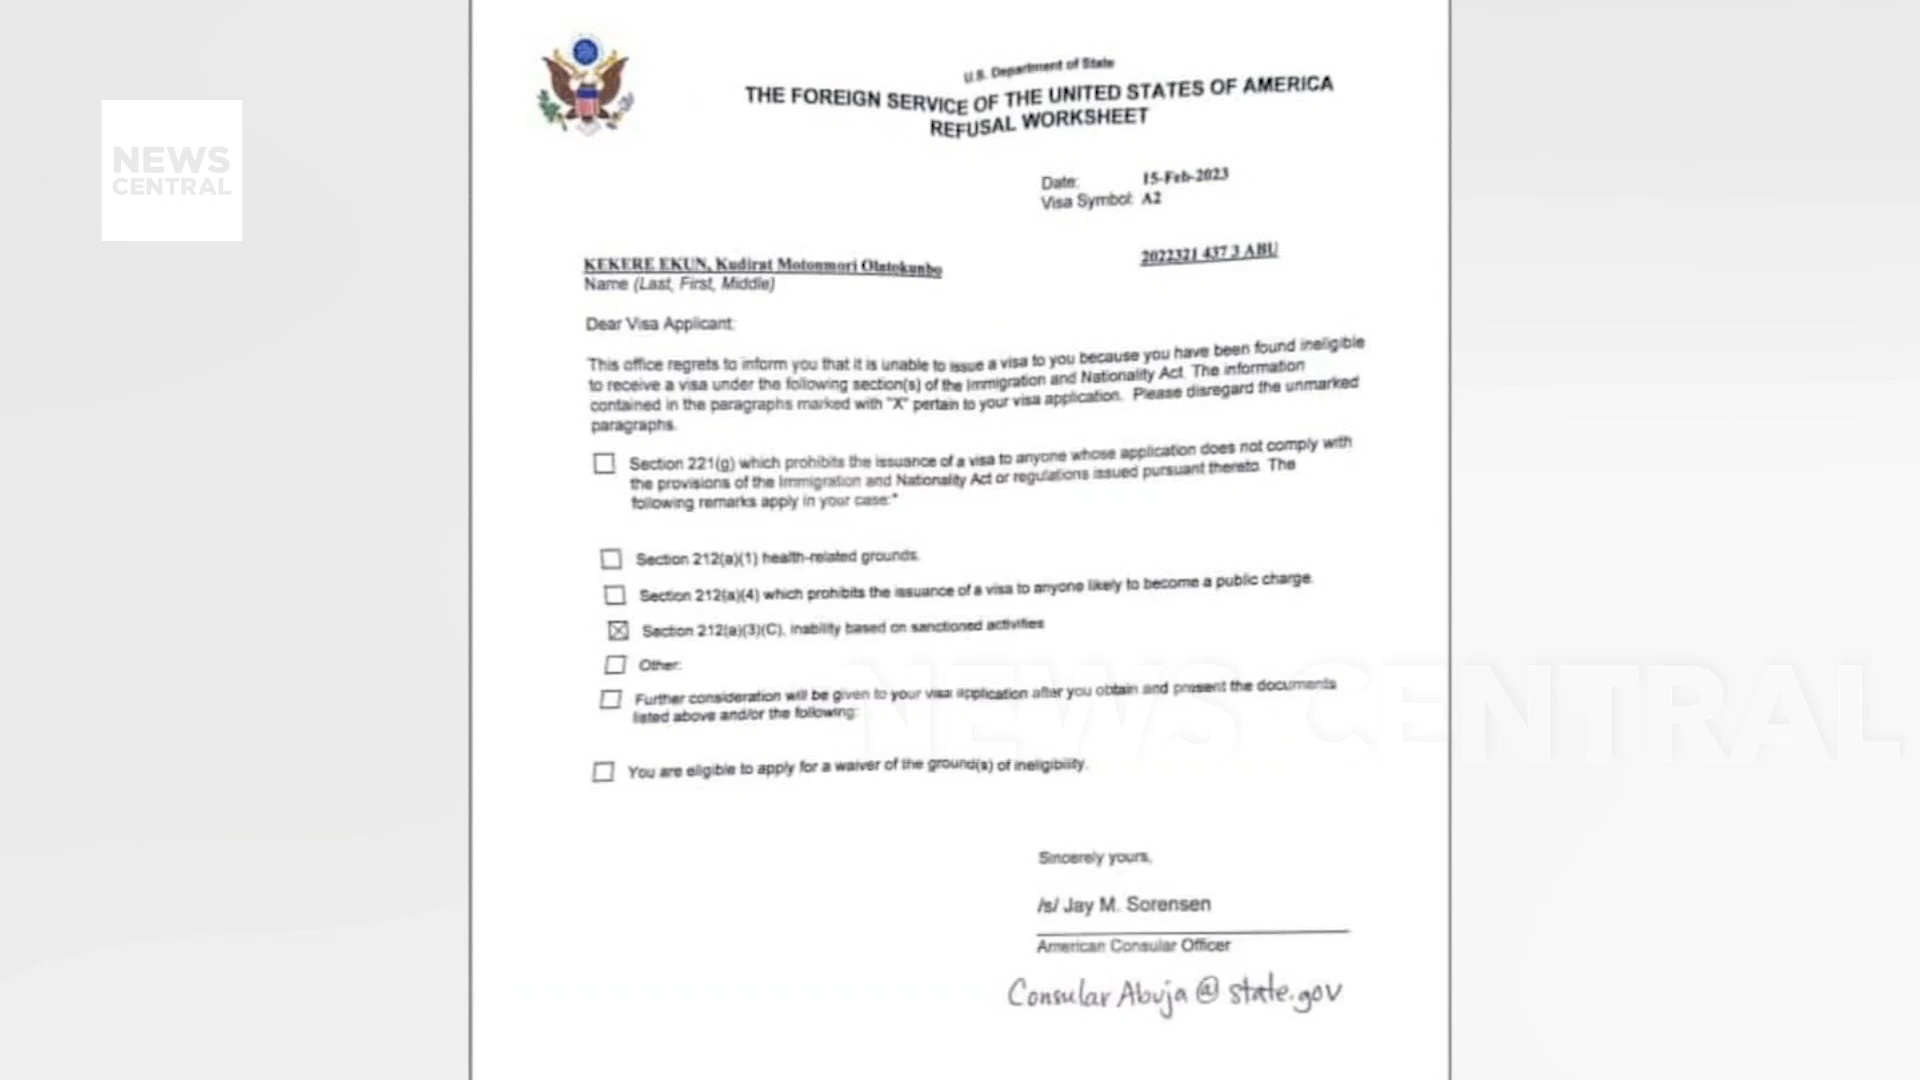 NEWS
CENTRAL
U.S. Department of State
THE FOREIGN SERVICE OF THE UNITED STATES OF AMERICA
REFUSAL WORKSHEET
Date: 15-Feb-2023
Visa Symbol: A2
KEKERE EKUN, Kudirat Motonmori Olatokunbo
2022321 437 3 ABU
Name (Last, First, Middle)
Dear Visa Applicant:
This office regrets to inform you that it is unable to issue a visa to you because you have been found ineligible
to receive a visa under the following section(s) of the Immigration and Nationality Act. The information
contained in the paragraphs marked with "X" pertain to your visa application. Please disregard the unmarked
paragraphs.
Section 221(g) which prohibits the issuance of a visa to anyone whose application does not comply with
the provisions of the Immigration and Nationality Act or regulations issued pursuant thereto. The
following remarks apply in your case:*
Section 212(a)(1) health-related grounds.
Section 212(a)(4) which prohibits the issuance of a visa to anyone likely to become a public charge.
Section 212(a)(3)(C), inability based on sanctioned activities
Other:
Further consideration will be given to your visa application after you obtain and present the documents
listed above and/or the following:
NEWS CENTRAL
You are eligible to apply for a waiver of the ground(s) of ineligibility.
Sincerely yours,
/s/ Jay M. Sorensen
American Consular Officer
Consular Abuja @ state.gov